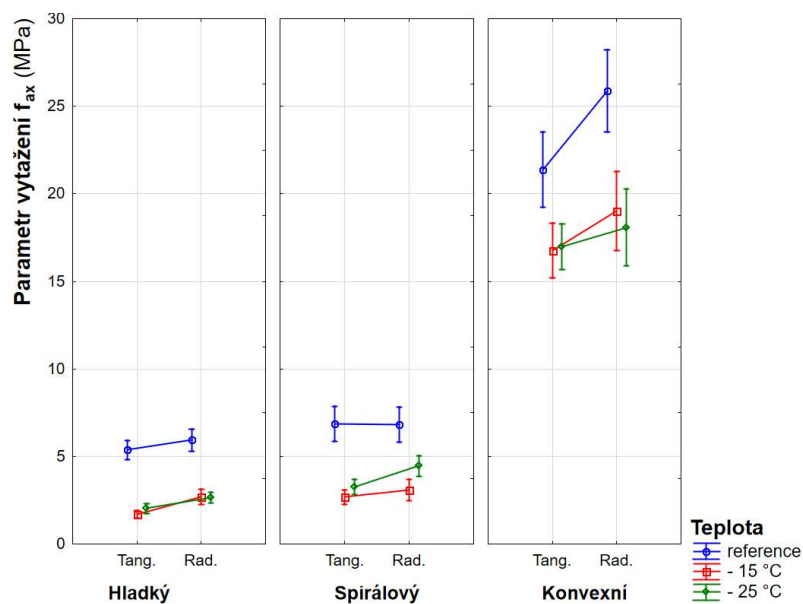 Parametr vytažení f_ax (MPa)
30
25
20
15
10
5
0
Tang. Rad. Tang. Rad. Tang. Rad.
Hladký Spirálový Konvexní
Teplota
reference
- 15 °C
- 25 °C